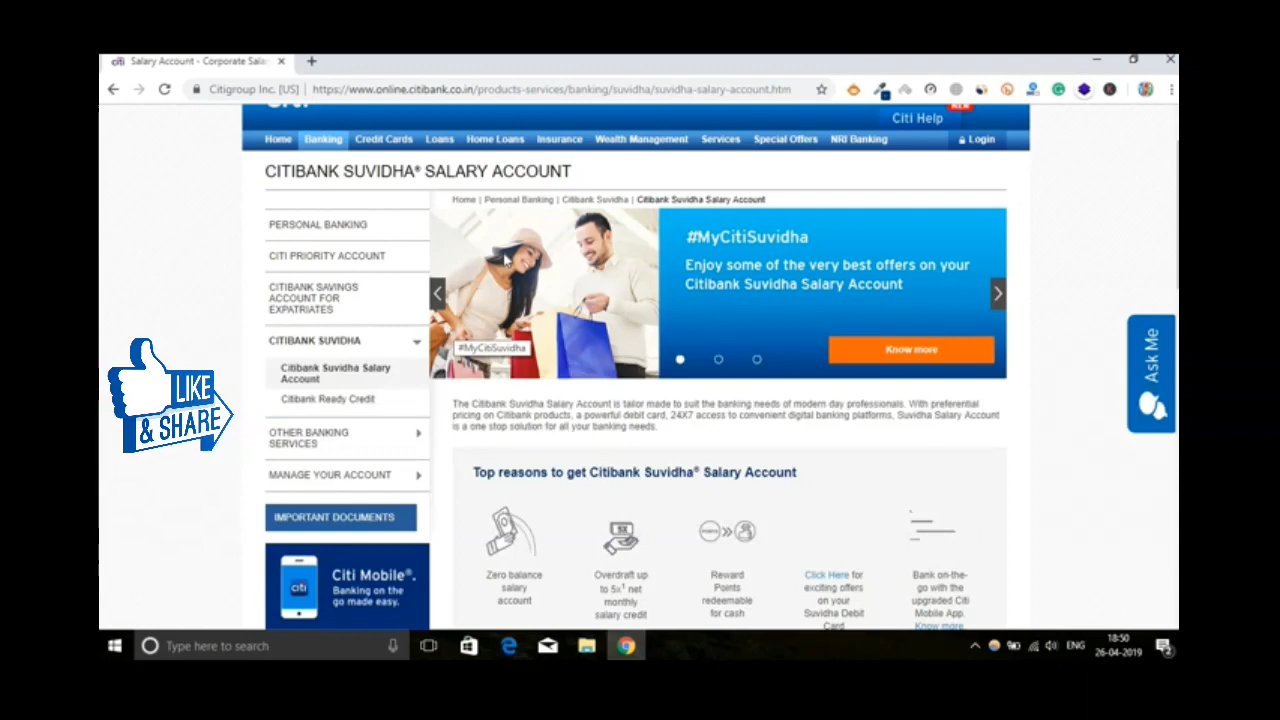 citi Salary Account - Corporate Sala
Citigroup Inc. [US] | https://www.online.citibank.co.in/products-services/banking/suvidha/suvidha-salary-account.htm
NEW
Citi Help
Home Banking Credit Cards Loans Home Loans Insurance Wealth Management Services Special Offers NRI Banking Login
CITIBANK SUVIDHA® SALARY ACCOUNT
Home | Personal Banking | Citibank Suvidha | Citibank Suvidha Salary Account
PERSONAL BANKING
CITI PRIORITY ACCOUNT
CITIBANK SAVINGS
ACCOUNT FOR
EXPATRIATES
CITIBANK SUVIDHA
Citibank Suvidha Salary
Account
Citibank Ready Credit
OTHER BANKING
SERVICES
MANAGE YOUR ACCOUNT
IMPORTANT DOCUMENTS
citi
Citi Mobile®.
Banking on the
go made easy.
#MyCitiSuvidha
Enjoy some of the very best offers on your
Citibank Suvidha Salary Account
Know more
#MyCitiSuvidha
The Citibank Suvidha Salary Account is tailor made to suit the banking needs of modern day professionals. With preferential
pricing on Citibank products, a powerful debit card, 24X7 access to convenient digital banking platforms, Suvidha Salary Account
is a one stop solution for all your banking needs.
Top reasons to get Citibank Suvidha® Salary Account
Zero balance
salary
account
5X
Overdraft up
to 5x¹ net
monthly
salary credit
POINTS
Reward
Points
redeemable
for cash
Click Here for
exciting offers
on your
Suvidha Debit
Card
Bank on-the-
go with the
upgraded Citi
Mobile App.
Know more
Ask Me
LIKE
& SHARE
Type here to search
ENG
18:50
26-04-2019
2